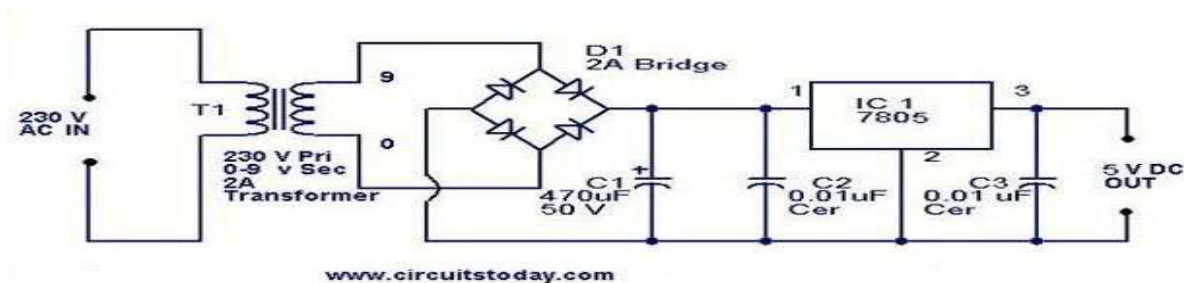 230 V
AC IN
T1
9
0
230 V Pri
0-9 v Sec
2A
Transformer
D1
2A Bridge
+
C1
470uF
50 V
C2
0.01uF
Cer
1
IC 1
7805
3
2
C3
0.01 uF
Cer
5 V DC
OUT
www.circuitstoday.com